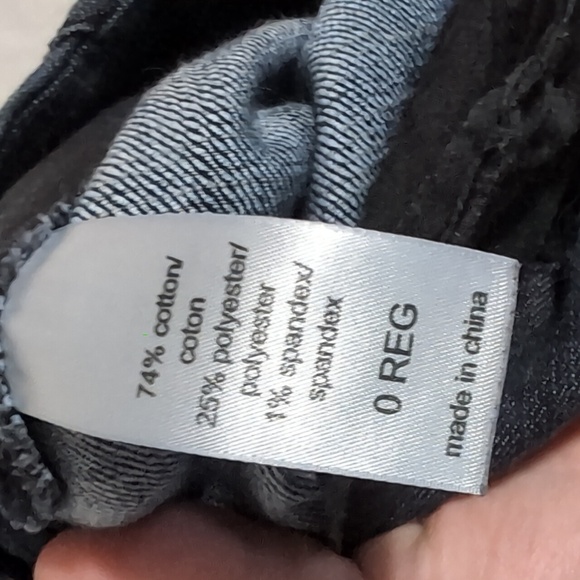 74% cotton/
coton
25% polyester/
polyester
1% spandex/
spandex
0 REG
made in china